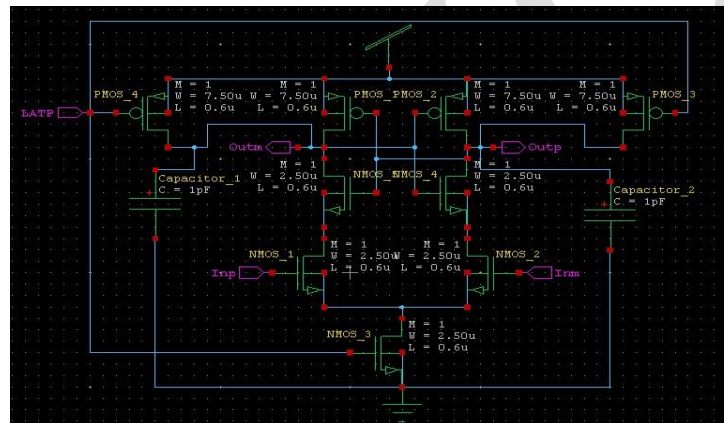 PMOS_4
M = 1
W = 7.50u
L = 0.6u
M = 1
W = 7.50u
L = 0.6u
PMOS_2
M = 1
W = 7.50u
L = 0.6u
M = 1
W = 7.50u
L = 0.6u
PMOS_3
LATP
Outm
Outp
Capacitor_1
C = 1pF
M = 1
W = 2.50u
L = 0.6u
NMOS_4
M = 1
W = 2.50u
L = 0.6u
Capacitor_2
C = 1pF
NMOS_1
M = 1
W = 2.50u
L = 0.6u
M = 1
W = 2.50u
L = 0.6u
NMOS_2
Inp
Inm
NMOS_3
M = 1
W = 2.50u
L = 0.6u